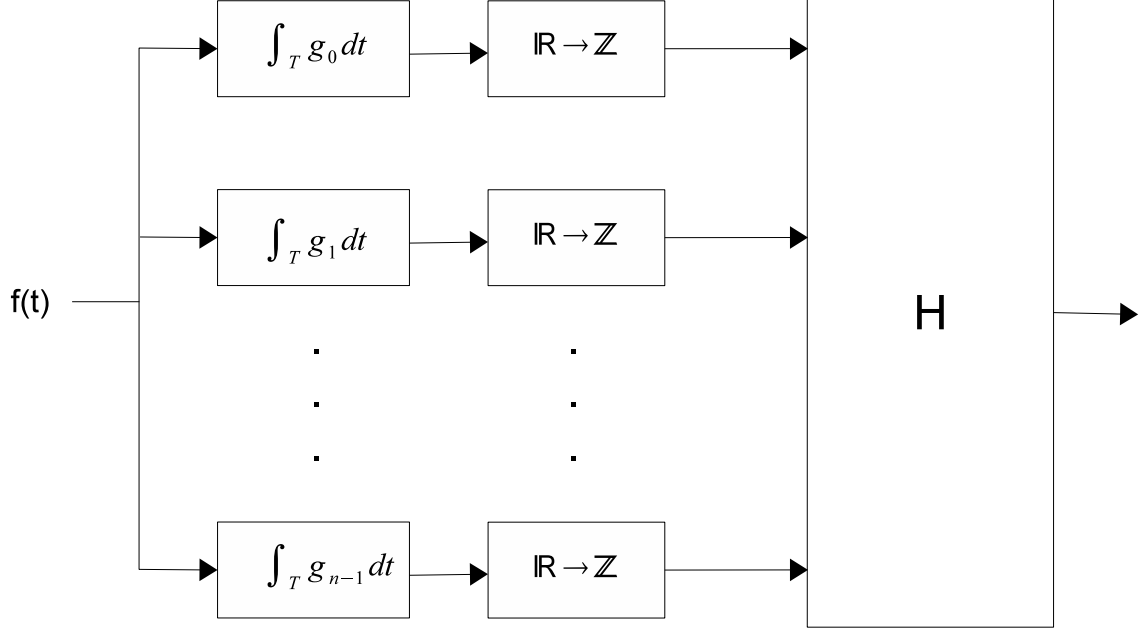 ∫_T g_0 dt
ℝ → ℤ
∫_T g_1 dt
ℝ → ℤ
f(t)
H
∫_T g_{n−1} dt
ℝ → ℤ